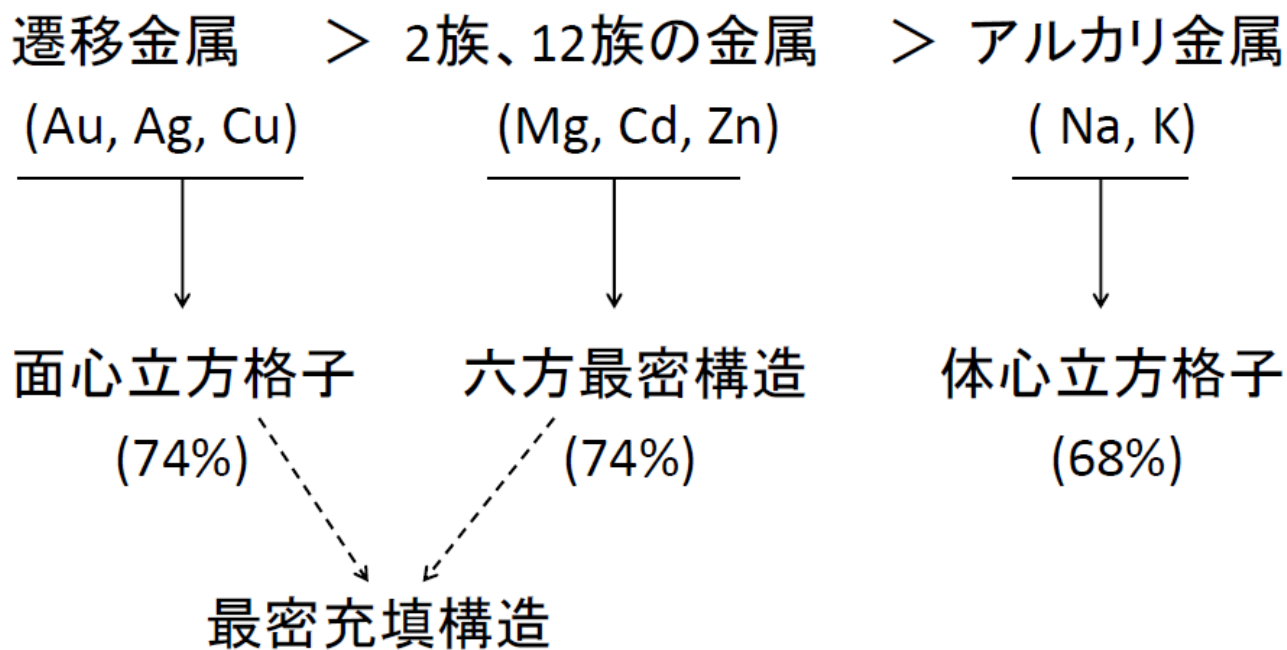 遷移金属 ＞ 2族、12族の金属 ＞ アルカリ金属
(Au, Ag, Cu) (Mg, Cd, Zn) ( Na, K)
面心立方格子 六方最密構造 体心立方格子
(74%) (74%) (68%)
最密充填構造